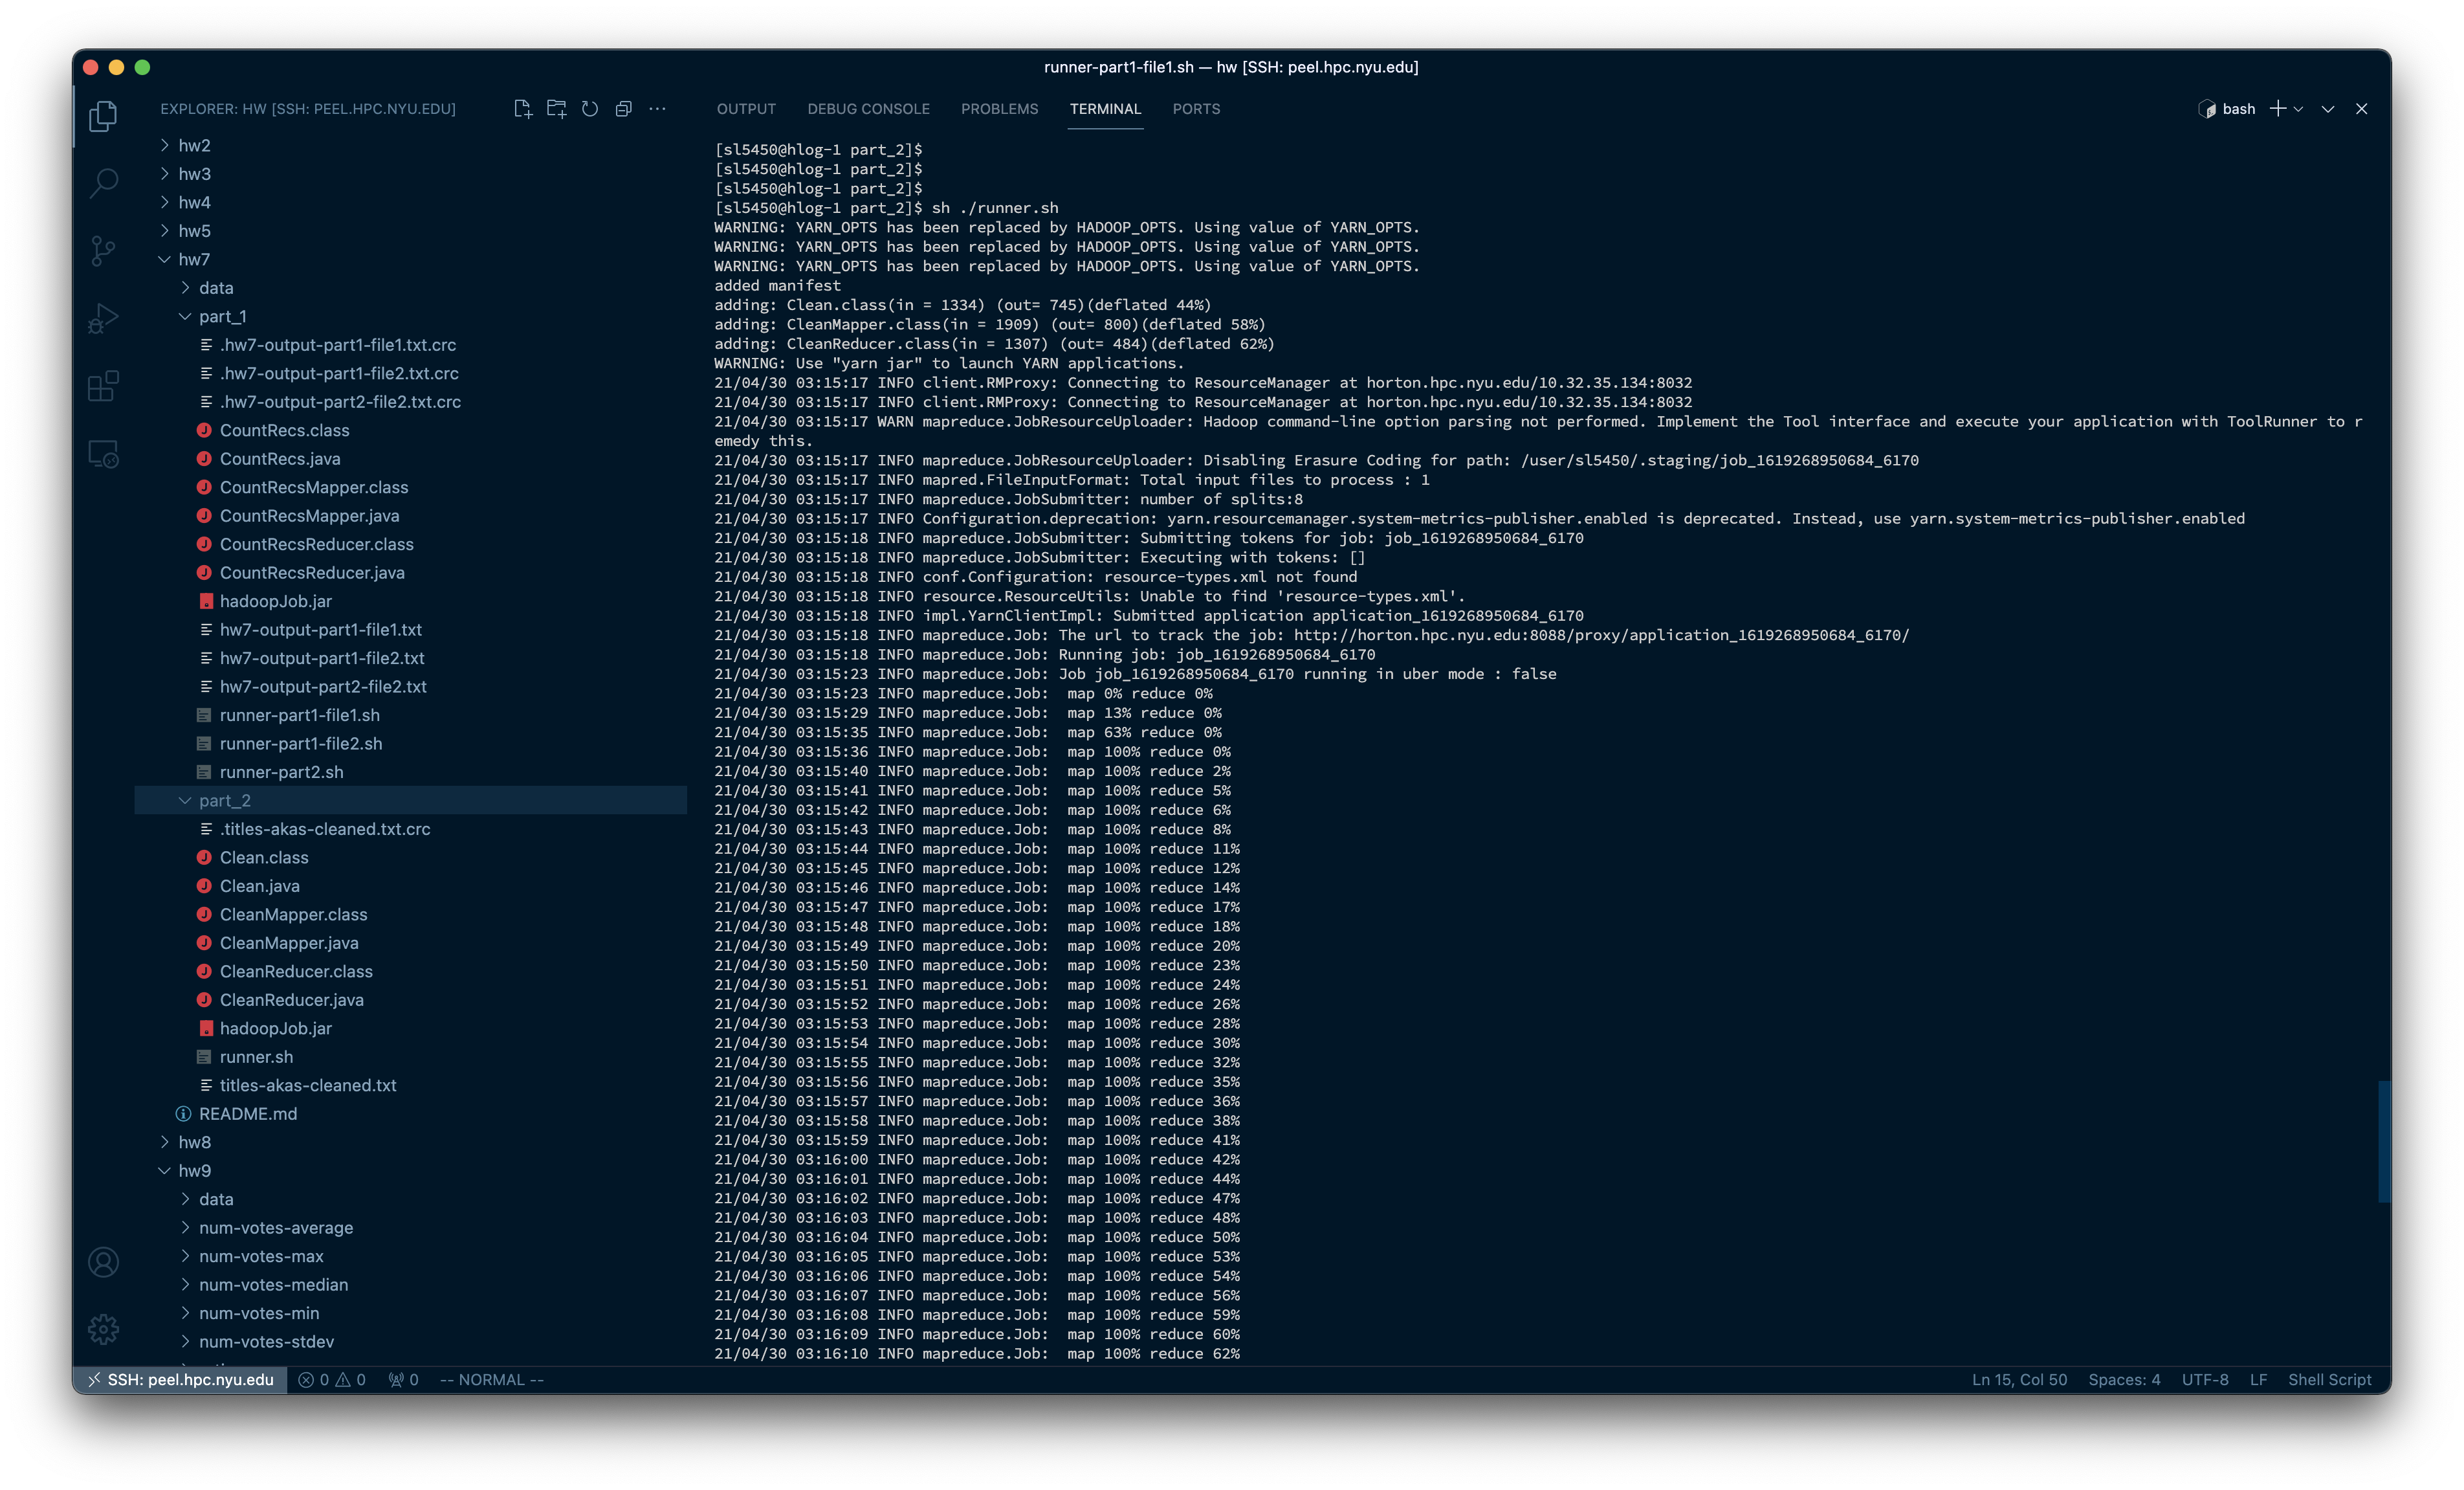 runner-part1-file1.sh — hw [SSH: peel.hpc.nyu.edu]
EXPLORER: HW [SSH: PEEL.HPC.NYU.EDU]
hw2
hw3
hw4
hw5
hw7
data
part_1
.hw7-output-part1-file1.txt.crc
.hw7-output-part1-file2.txt.crc
.hw7-output-part2-file2.txt.crc
CountRecs.class
CountRecs.java
CountRecsMapper.class
CountRecsMapper.java
CountRecsReducer.class
CountRecsReducer.java
hadoopJob.jar
hw7-output-part1-file1.txt
hw7-output-part1-file2.txt
hw7-output-part2-file2.txt
runner-part1-file1.sh
runner-part1-file2.sh
runner-part2.sh
part_2
.titles-akas-cleaned.txt.crc
Clean.class
Clean.java
CleanMapper.class
CleanMapper.java
CleanReducer.class
CleanReducer.java
hadoopJob.jar
runner.sh
titles-akas-cleaned.txt
README.md
hw8
hw9
data
num-votes-average
num-votes-max
num-votes-median
num-votes-min
num-votes-stdev
OUTPUT DEBUG CONSOLE PROBLEMS TERMINAL PORTS bash
[sl5450@hlog-1 part_2]$
[sl5450@hlog-1 part_2]$
[sl5450@hlog-1 part_2]$
[sl5450@hlog-1 part_2]$ sh ./runner.sh
WARNING: YARN_OPTS has been replaced by HADOOP_OPTS. Using value of YARN_OPTS.
WARNING: YARN_OPTS has been replaced by HADOOP_OPTS. Using value of YARN_OPTS.
WARNING: YARN_OPTS has been replaced by HADOOP_OPTS. Using value of YARN_OPTS.
added manifest
adding: Clean.class(in = 1334) (out= 745)(deflated 44%)
adding: CleanMapper.class(in = 1909) (out= 800)(deflated 58%)
adding: CleanReducer.class(in = 1307) (out= 484)(deflated 62%)
WARNING: Use "yarn jar" to launch YARN applications.
21/04/30 03:15:17 INFO client.RMProxy: Connecting to ResourceManager at horton.hpc.nyu.edu/10.32.35.134:8032
21/04/30 03:15:17 INFO client.RMProxy: Connecting to ResourceManager at horton.hpc.nyu.edu/10.32.35.134:8032
21/04/30 03:15:17 WARN mapreduce.JobResourceUploader: Hadoop command-line option parsing not performed. Implement the Tool interface and execute your application with ToolRunner to r
emedy this.
21/04/30 03:15:17 INFO mapreduce.JobResourceUploader: Disabling Erasure Coding for path: /user/sl5450/.staging/job_1619268950684_6170
21/04/30 03:15:17 INFO mapred.FileInputFormat: Total input files to process : 1
21/04/30 03:15:17 INFO mapreduce.JobSubmitter: number of splits:8
21/04/30 03:15:17 INFO Configuration.deprecation: yarn.resourcemanager.system-metrics-publisher.enabled is deprecated. Instead, use yarn.system-metrics-publisher.enabled
21/04/30 03:15:18 INFO mapreduce.JobSubmitter: Submitting tokens for job: job_1619268950684_6170
21/04/30 03:15:18 INFO mapreduce.JobSubmitter: Executing with tokens: []
21/04/30 03:15:18 INFO conf.Configuration: resource-types.xml not found
21/04/30 03:15:18 INFO resource.ResourceUtils: Unable to find 'resource-types.xml'.
21/04/30 03:15:18 INFO impl.YarnClientImpl: Submitted application application_1619268950684_6170
21/04/30 03:15:18 INFO mapreduce.Job: The url to track the job: http://horton.hpc.nyu.edu:8088/proxy/application_1619268950684_6170/
21/04/30 03:15:18 INFO mapreduce.Job: Running job: job_1619268950684_6170
21/04/30 03:15:23 INFO mapreduce.Job: Job job_1619268950684_6170 running in uber mode : false
21/04/30 03:15:23 INFO mapreduce.Job:  map 0% reduce 0%
21/04/30 03:15:29 INFO mapreduce.Job:  map 13% reduce 0%
21/04/30 03:15:35 INFO mapreduce.Job:  map 63% reduce 0%
21/04/30 03:15:36 INFO mapreduce.Job:  map 100% reduce 0%
21/04/30 03:15:40 INFO mapreduce.Job:  map 100% reduce 2%
21/04/30 03:15:41 INFO mapreduce.Job:  map 100% reduce 5%
21/04/30 03:15:42 INFO mapreduce.Job:  map 100% reduce 6%
21/04/30 03:15:43 INFO mapreduce.Job:  map 100% reduce 8%
21/04/30 03:15:44 INFO mapreduce.Job:  map 100% reduce 11%
21/04/30 03:15:45 INFO mapreduce.Job:  map 100% reduce 12%
21/04/30 03:15:46 INFO mapreduce.Job:  map 100% reduce 14%
21/04/30 03:15:47 INFO mapreduce.Job:  map 100% reduce 17%
21/04/30 03:15:48 INFO mapreduce.Job:  map 100% reduce 18%
21/04/30 03:15:49 INFO mapreduce.Job:  map 100% reduce 20%
21/04/30 03:15:50 INFO mapreduce.Job:  map 100% reduce 23%
21/04/30 03:15:51 INFO mapreduce.Job:  map 100% reduce 24%
21/04/30 03:15:52 INFO mapreduce.Job:  map 100% reduce 26%
21/04/30 03:15:53 INFO mapreduce.Job:  map 100% reduce 28%
21/04/30 03:15:54 INFO mapreduce.Job:  map 100% reduce 30%
21/04/30 03:15:55 INFO mapreduce.Job:  map 100% reduce 32%
21/04/30 03:15:56 INFO mapreduce.Job:  map 100% reduce 35%
21/04/30 03:15:57 INFO mapreduce.Job:  map 100% reduce 36%
21/04/30 03:15:58 INFO mapreduce.Job:  map 100% reduce 38%
21/04/30 03:15:59 INFO mapreduce.Job:  map 100% reduce 41%
21/04/30 03:16:00 INFO mapreduce.Job:  map 100% reduce 42%
21/04/30 03:16:01 INFO mapreduce.Job:  map 100% reduce 44%
21/04/30 03:16:02 INFO mapreduce.Job:  map 100% reduce 47%
21/04/30 03:16:03 INFO mapreduce.Job:  map 100% reduce 48%
21/04/30 03:16:04 INFO mapreduce.Job:  map 100% reduce 50%
21/04/30 03:16:05 INFO mapreduce.Job:  map 100% reduce 53%
21/04/30 03:16:06 INFO mapreduce.Job:  map 100% reduce 54%
21/04/30 03:16:07 INFO mapreduce.Job:  map 100% reduce 56%
21/04/30 03:16:08 INFO mapreduce.Job:  map 100% reduce 59%
21/04/30 03:16:09 INFO mapreduce.Job:  map 100% reduce 60%
21/04/30 03:16:10 INFO mapreduce.Job:  map 100% reduce 62%
SSH: peel.hpc.nyu.edu 0 0 0 -- NORMAL -- Ln 15, Col 50 Spaces: 4 UTF-8 LF Shell Script